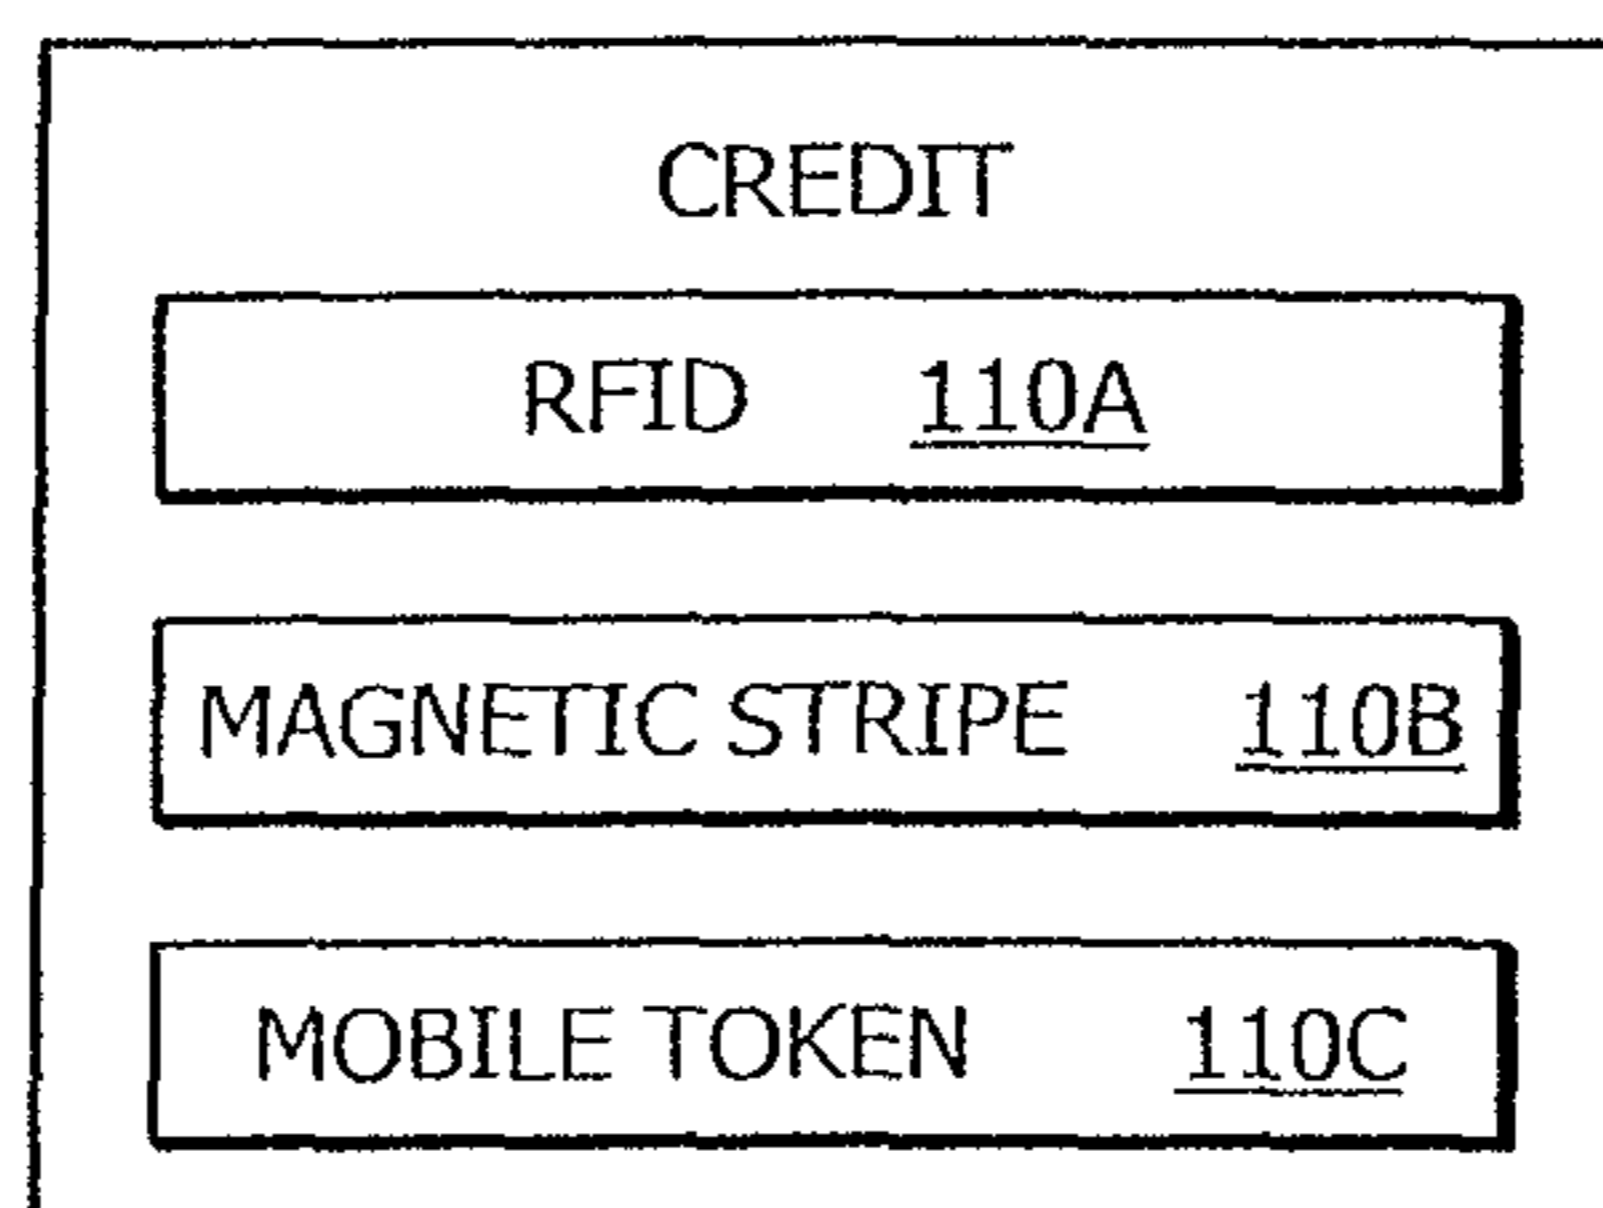 CREDIT
RFID 110A
MAGNETIC STRIPE 110B
MOBILE TOKEN 110C